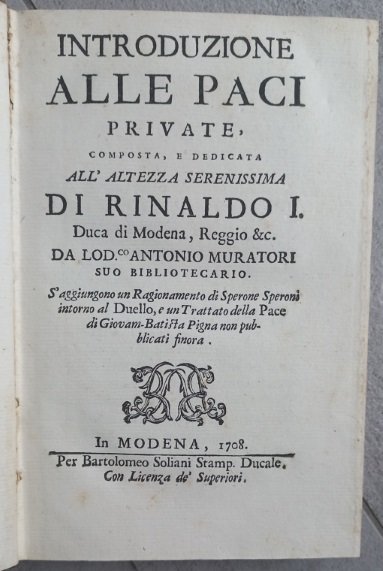 INTRODUZIONE
ALLE PACI
PRIVATE,
COMPOSTA, E DEDICATA
ALL' ALTEZZA SERENISSIMA
DI RINALDO I.
Duca di Modena, Reggio &c.
DA LOD.co ANTONIO MURATORI
SUO BIBLIOTECARIO.
S'aggiungono un Ragionamento di Sperone Speroni
intorno al Duello, e un Trattato della Pace
di Giovam-Batista Pigna non pub-
blicati finora.
In MODENA, 1708.
Per Bartolomeo Soliani Stamp. Ducale.
Con Licenza de' Superiori.